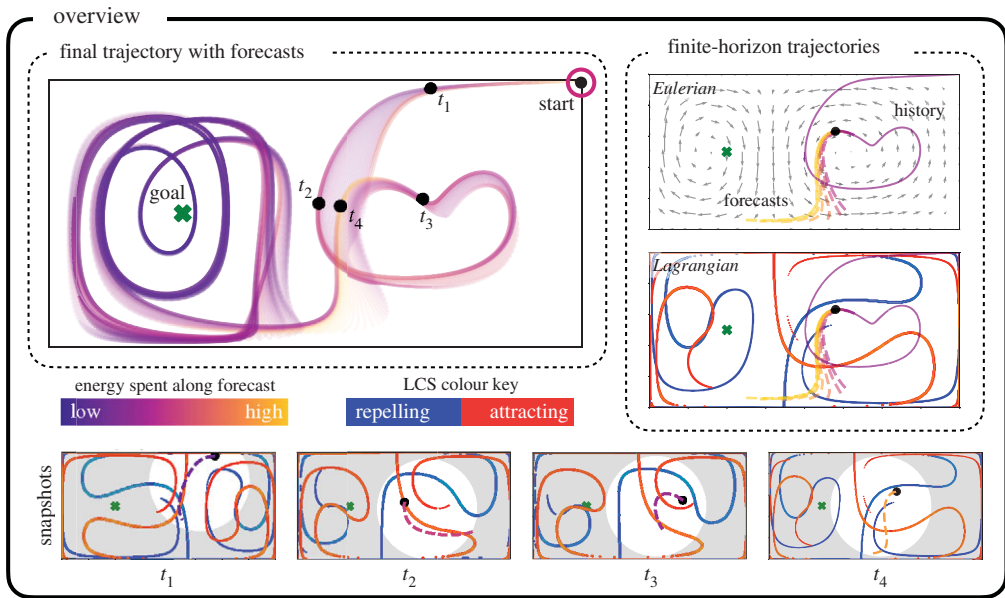 overview
final trajectory with forecasts
start
t1
t2
t4
t3
goal
energy spent along forecast
low
high
LCS colour key
repelling
attracting
finite-horizon trajectories
Eulerian
history
forecasts
Lagrangian
snapshots
t1
t2
t3
t4